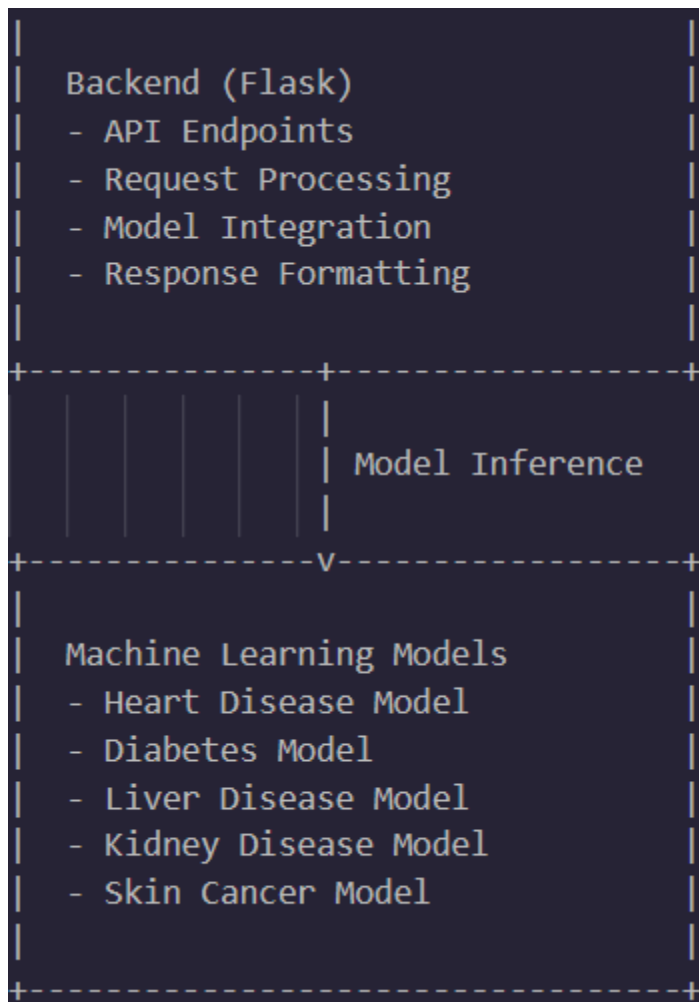 Backend (Flask)
- API Endpoints
- Request Processing
- Model Integration
- Response Formatting
Model Inference
v
Machine Learning Models
- Heart Disease Model
- Diabetes Model
- Liver Disease Model
- Kidney Disease Model
- Skin Cancer Model